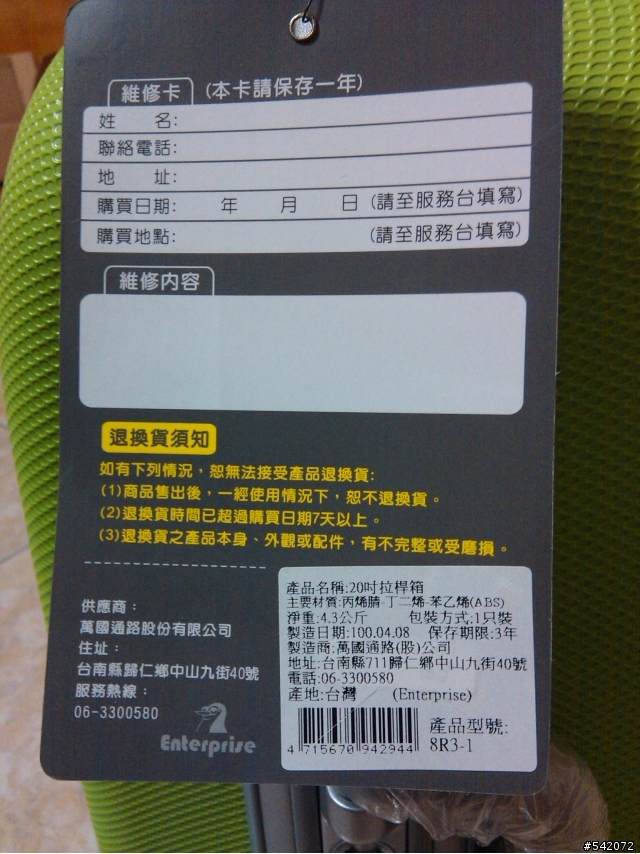 維修卡 (本卡請保存一年)
姓 名:
聯絡電話:
地 址:
購買日期: 年 月 日 (請至服務台填寫)
購買地點: (請至服務台填寫)
維修內容
退換貨須知
如有下列情況，恕無法接受產品退換貨:
(1)商品售出後，一經使用情況下，恕不退換貨。
(2)退換貨時間已超過購買日期7天以上。
(3)退換貨之產品本身、外觀或配件，有不完整或受磨損。
供應商：
萬國通路股份有限公司
住址：
台南縣歸仁鄉中山九街40號
服務熱線：
06-3300580
Enterprise
產品名稱:20吋拉桿箱
主要材質:丙烯腈-丁二烯-苯乙烯(ABS)
淨重:4.3公斤 包裝方式:1只裝
製造日期:100.04.08 保存期限:3年
製造商:萬國通路(股)公司
地址:台南縣711歸仁鄉中山九街40號
電話:06-3300580
產地:台灣 (Enterprise)
4 715670 942944
產品型號:
8R3-1
#542072